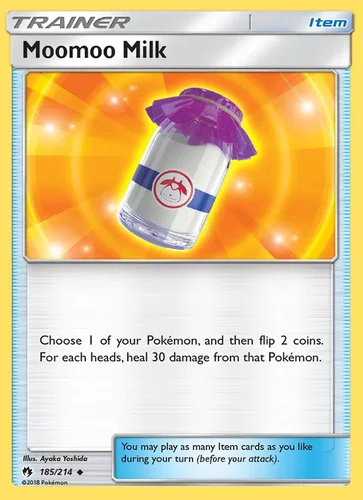 TRAINER Item
Moomoo Milk
Choose 1 of your Pokémon, and then flip 2 coins.
For each heads, heal 30 damage from that Pokémon.
Illus. Ayaka Yoshida
185/214 ◆
©2018 Pokémon
You may play as many Item cards as you like
during your turn (before your attack).